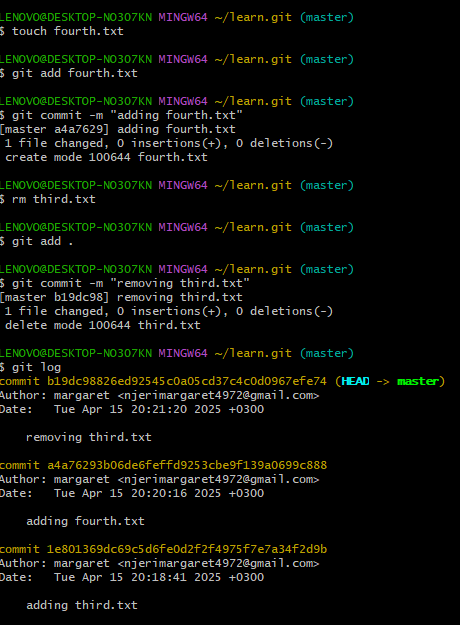 LENOVO@DESKTOP-NO3O7KN MINGW64 ~/learn.git (master)
$ touch fourth.txt
LENOVO@DESKTOP-NO3O7KN MINGW64 ~/learn.git (master)
$ git add fourth.txt
LENOVO@DESKTOP-NO3O7KN MINGW64 ~/learn.git (master)
$ git commit -m "adding fourth.txt"
[master a4a7629] adding fourth.txt
1 file changed, 0 insertions(+), 0 deletions(-)
create mode 100644 fourth.txt
LENOVO@DESKTOP-NO3O7KN MINGW64 ~/learn.git (master)
$ rm third.txt
LENOVO@DESKTOP-NO3O7KN MINGW64 ~/learn.git (master)
$ git add .
LENOVO@DESKTOP-NO3O7KN MINGW64 ~/learn.git (master)
$ git commit -m "removing third.txt"
[master b19dc98] removing third.txt
1 file changed, 0 insertions(+), 0 deletions(-)
delete mode 100644 third.txt
LENOVO@DESKTOP-NO3O7KN MINGW64 ~/learn.git (master)
$ git log
commit b19dc98826ed92545c0a05cd37c4c0d0967efe74 (HEAD -> master)
Author: margaret <njerimargaret4972@gmail.com>
Date:   Tue Apr 15 20:21:20 2025 +0300
removing third.txt
commit a4a76293b06de6feffd9253cbe9f139a0699c888
Author: margaret <njerimargaret4972@gmail.com>
Date:   Tue Apr 15 20:20:16 2025 +0300
adding fourth.txt
commit 1e801369dc69c5d6fe0d2f2f4975f7e7a34f2d9b
Author: margaret <njerimargaret4972@gmail.com>
Date:   Tue Apr 15 20:18:41 2025 +0300
adding third.txt